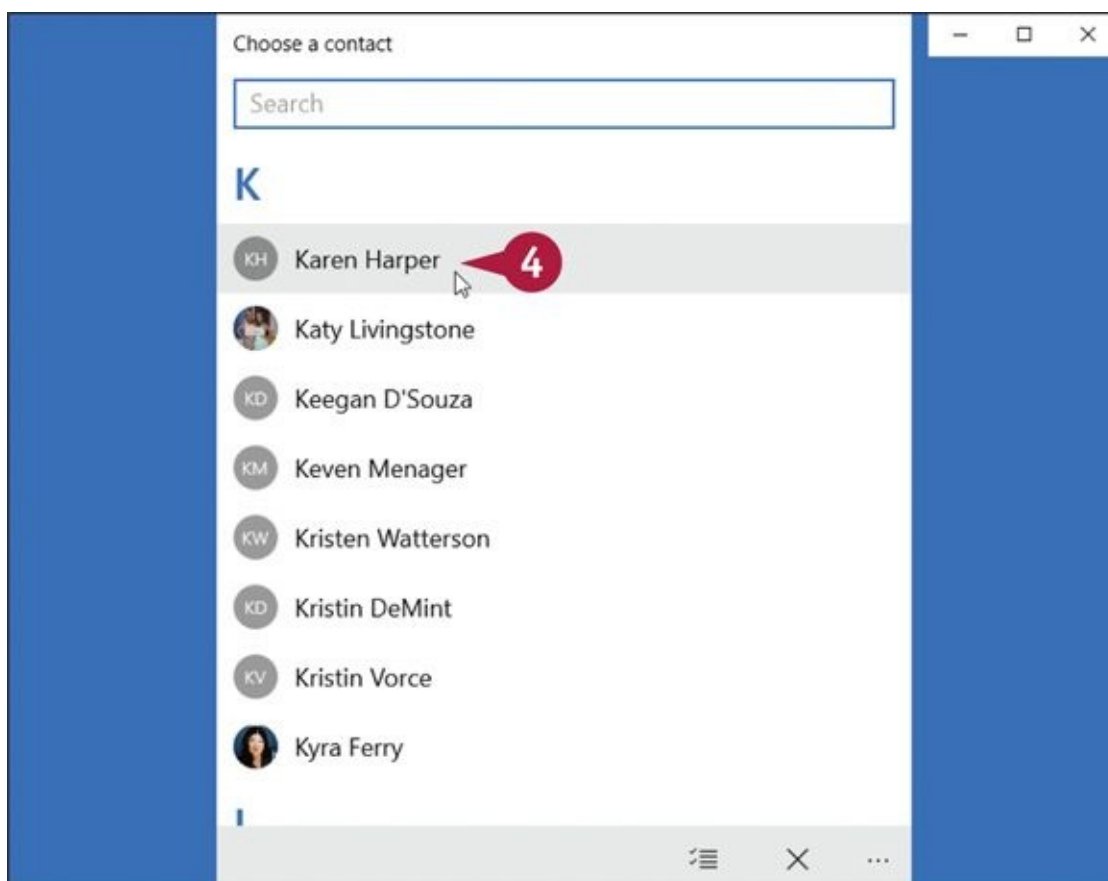 Choose a contact
Search
K
KH Karen Harper 4
Katy Livingstone
KD Keegan D'Souza
KM Keven Menager
KW Kristen Watterson
KD Kristin DeMint
KV Kristin Vorce
Kyra Ferry